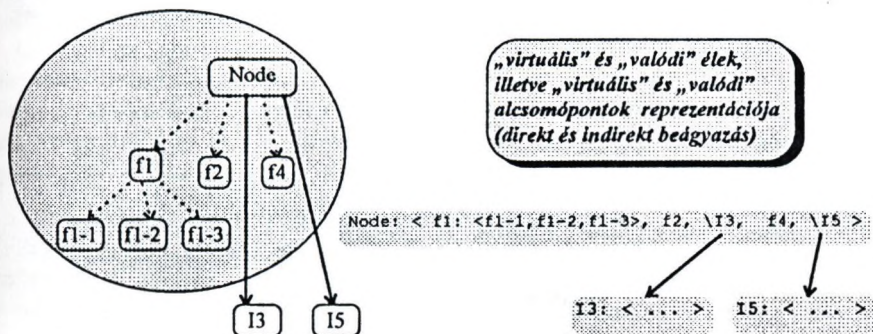 Node
f1
f2
f4
f1-1
f1-2
f1-3
I3
I5
„virtuális” és „valódi” élek,
illetve „virtuális” és „valódi”
alcsomópontok reprezentációja
(direkt és indirekt beágyazás)
Node: < f1: <f1-1,f1-2,f1-3>, f2, \I3, f4, \I5 >
I3: < ... >
I5: < ... >